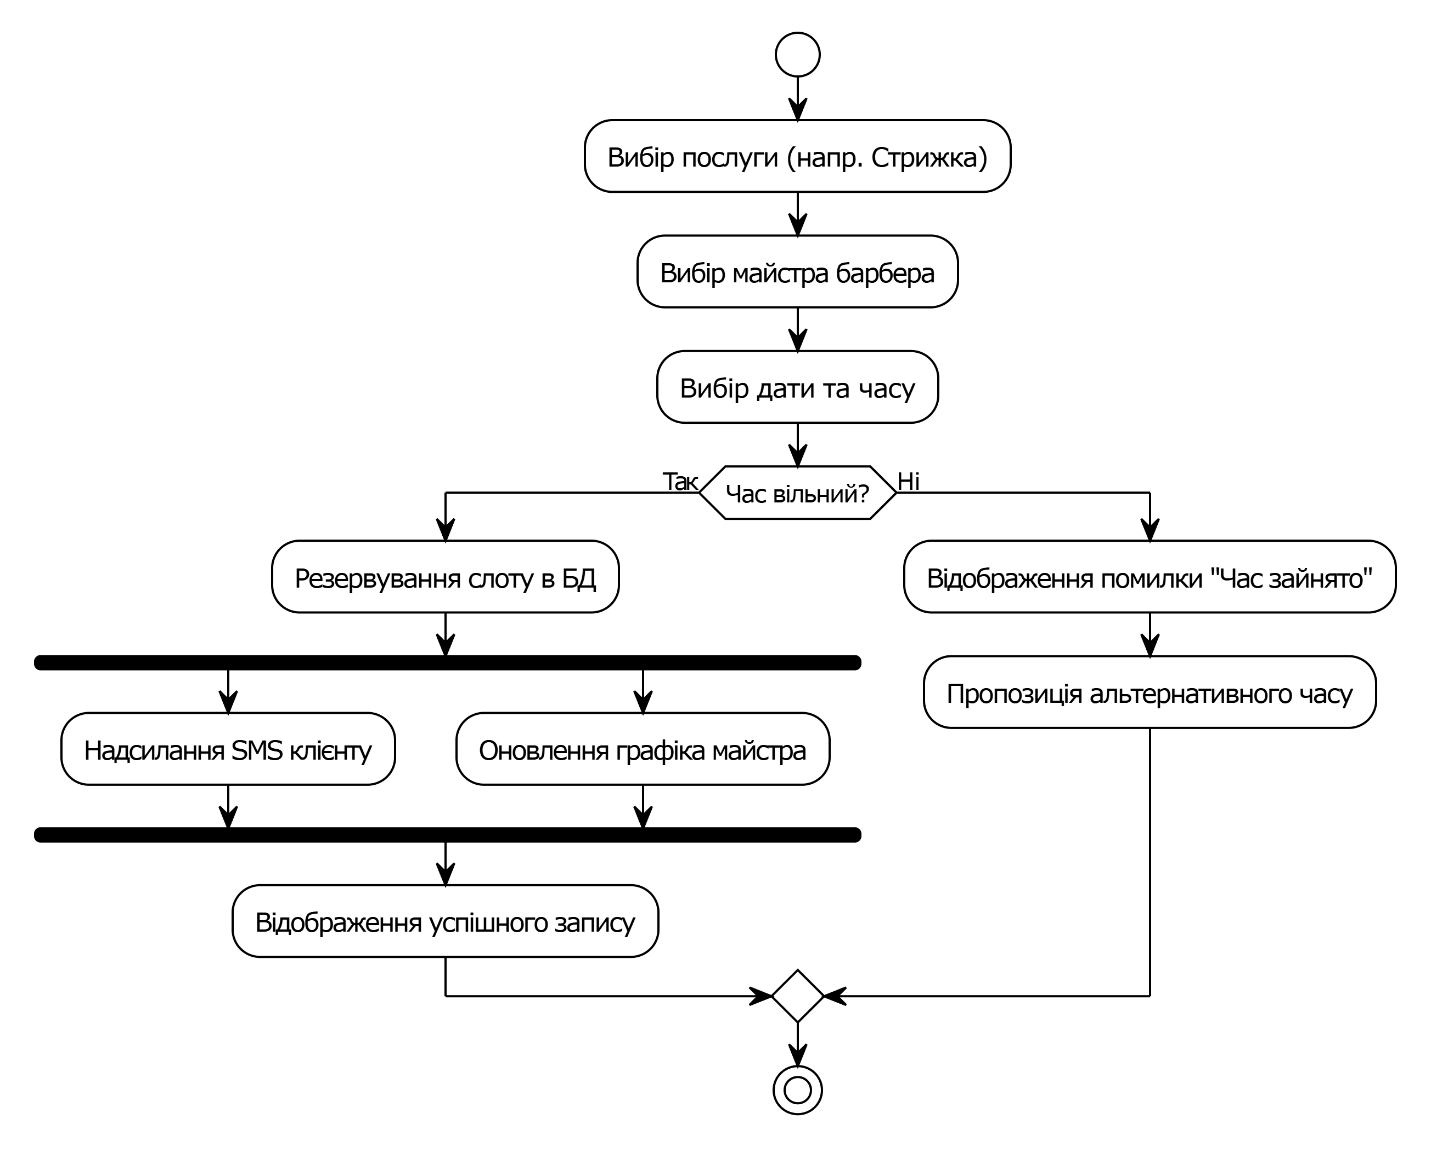 Вибір послуги (напр. Стрижка)
Вибір майстра барбера
Вибір дати та часу
Так
Час вільний?
Ні
Резервування слоту в БД
Відображення помилки "Час зайнято"
Пропозиція альтернативного часу
Надсилання SMS клієнту
Оновлення графіка майстра
Відображення успішного запису